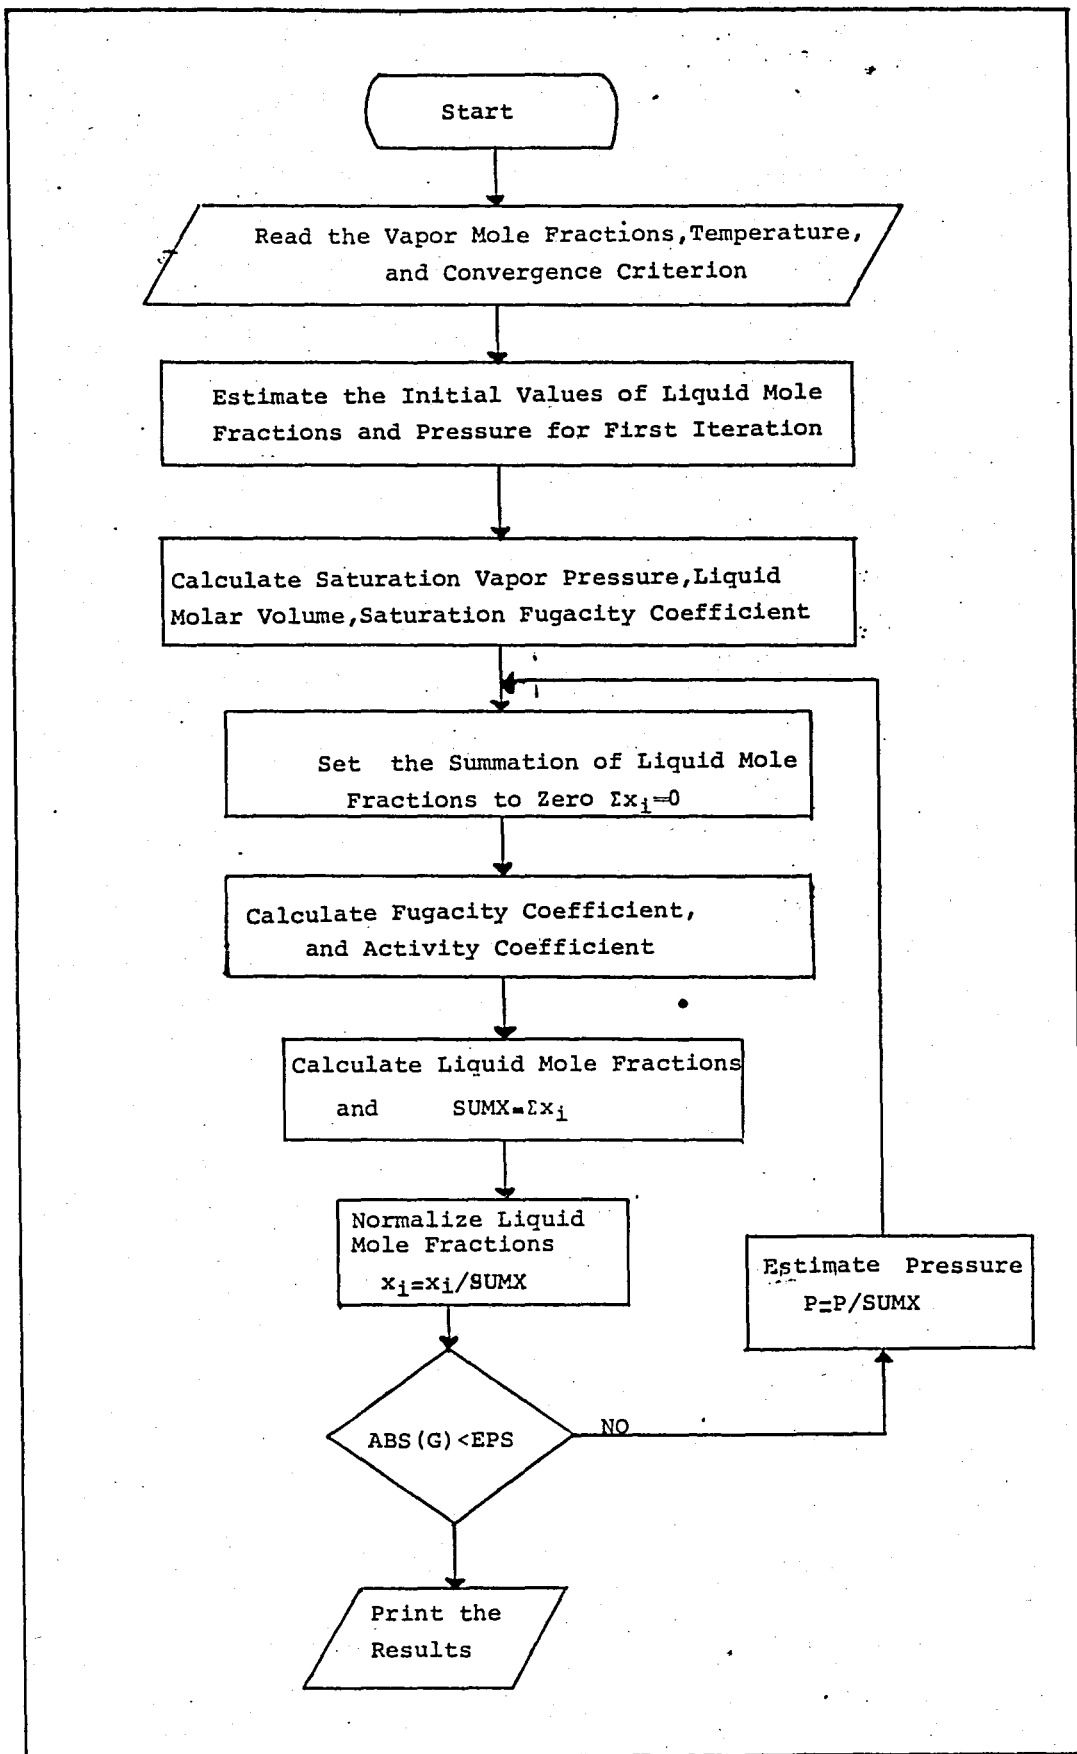 Start
Read the Vapor Mole Fractions,Temperature,
and Convergence Criterion
Estimate the Initial Values of Liquid Mole
Fractions and Pressure for First Iteration
Calculate Saturation Vapor Pressure,Liquid
Molar Volume,Saturation Fugacity Coefficient
Set the Summation of Liquid Mole
Fractions to Zero Σxi=0
Calculate Fugacity Coefficient,
and Activity Coefficient
Calculate Liquid Mole Fractions
and SUMX=Σxi
Normalize Liquid
Mole Fractions
xi=xi/SUMX
Estimate Pressure
P=P/SUMX
ABS(G)<EPS
NO
Print the
Results